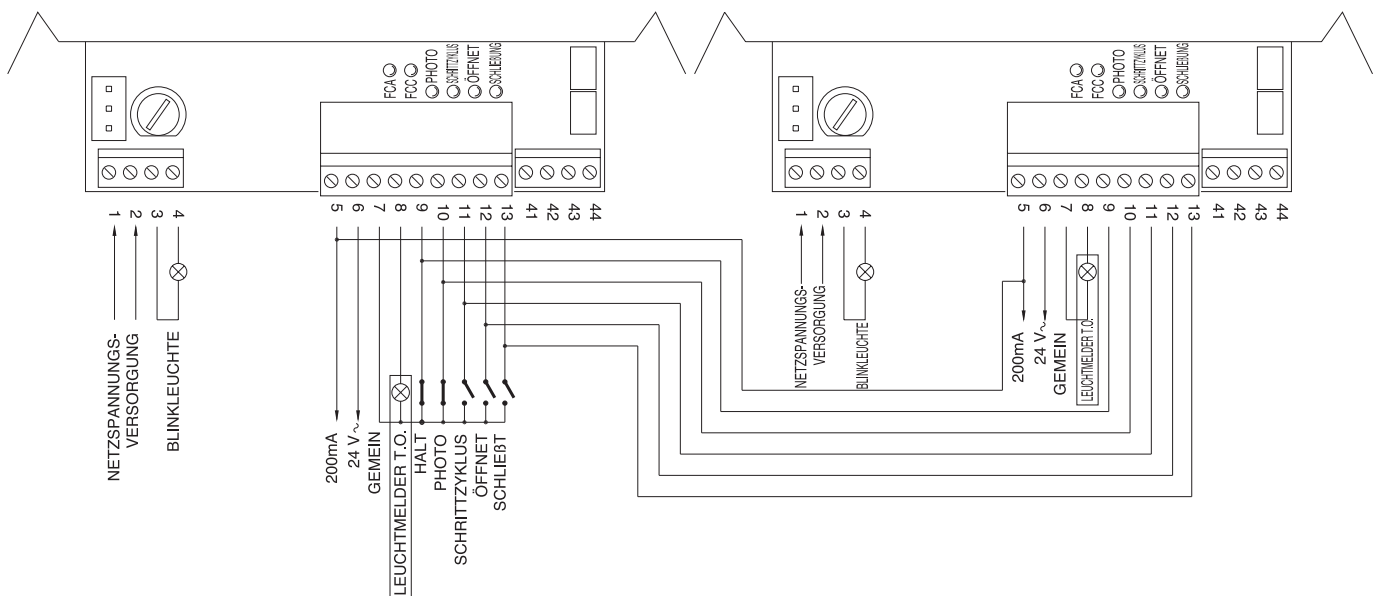 FCA
FCC
PHOTO
SCHRITTZYKLUS
ÖFFNET
SCHLIEßUNG
1
2
3
4
5
6
7
8
9
10
11
12
13
41
42
43
44
NETZSPANNUNGS-
VERSORGUNG
BLINKLEUCHTE
200mA
24 V~
GEMEIN
LEUCHTMELDER T.O.
HALT
PHOTO
SCHRITTZYKLUS
ÖFFNET
SCHLIEßT
FCA
FCC
PHOTO
SCHRITTZYKLUS
ÖFFNET
SCHLIEßUNG
1
2
3
4
5
6
7
8
9
10
11
12
13
41
42
43
44
NETZSPANNUNGS-
VERSORGUNG
BLINKLEUCHTE
200mA
24 V~
GEMEIN
LEUCHTMELDER T.O.